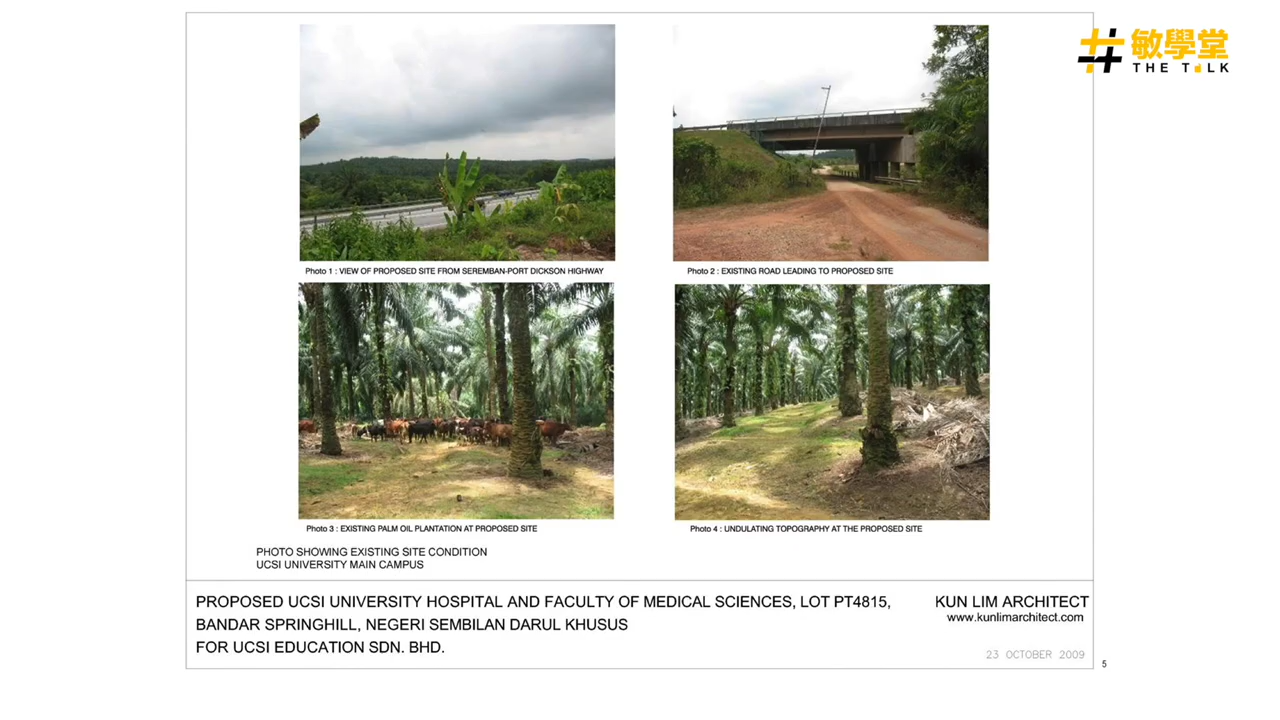 敏學堂
THE TALK
Photo 1 : VIEW OF PROPOSED SITE FROM SEREMBAN-PORT DICKSON HIGHWAY
Photo 2 : EXISTING ROAD LEADING TO PROPOSED SITE
Photo 3 : EXISTING PALM OIL PLANTATION AT PROPOSED SITE
Photo 4 : UNDULATING TOPOGRAPHY AT THE PROPOSED SITE
PHOTO SHOWING EXISTING SITE CONDITION
UCSI UNIVERSITY MAIN CAMPUS
PROPOSED UCSI UNIVERSITY HOSPITAL AND FACULTY OF MEDICAL SCIENCES, LOT PT4815,
BANDAR SPRINGHILL, NEGERI SEMBILAN DARUL KHUSUS
FOR UCSI EDUCATION SDN. BHD.
KUN LIM ARCHITECT
www.kunlimarchitect.com
23 OCTOBER 2009
5